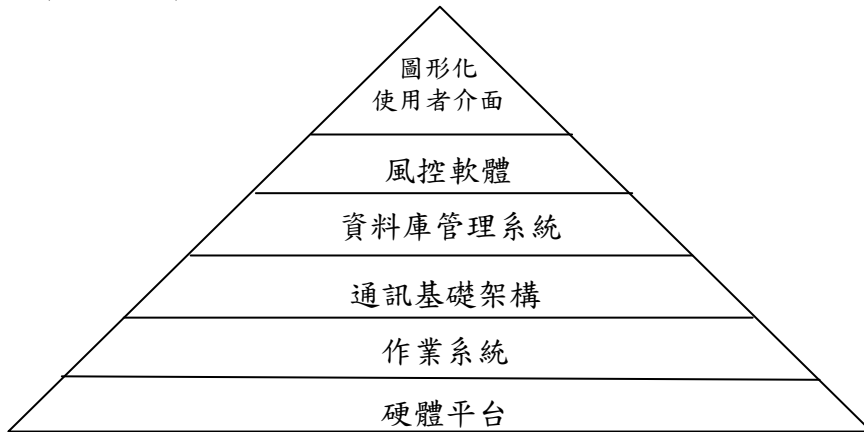 圖形化
使用者介面
風控軟體
資料庫管理系統
通訊基礎架構
作業系統
硬體平台